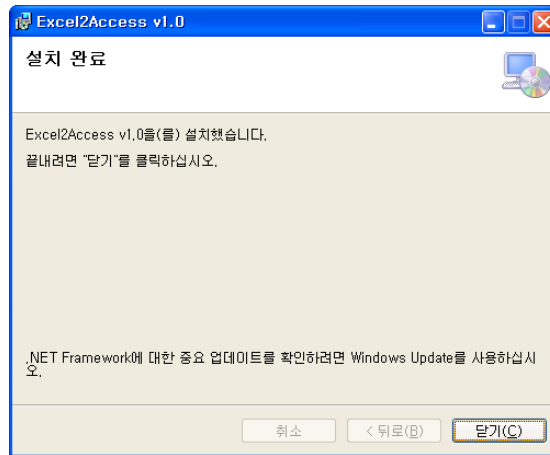 Excel2Access v1.0
설치 완료
Excel2Access v1.0을(를) 설치했습니다.
끝내려면 "닫기"를 클릭하십시오.
.NET Framework에 대한 중요 업데이트를 확인하려면 Windows Update를 사용하십시
오.
취소
< 뒤로(B)
닫기(C)